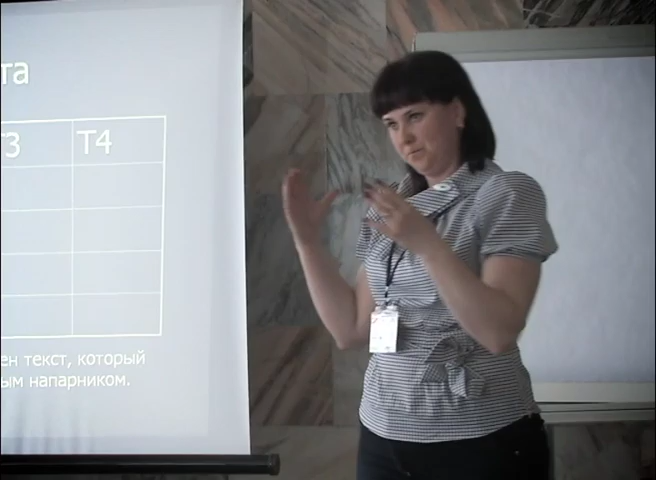 та
Т3 Т4
ен текст, который
ым напарником.